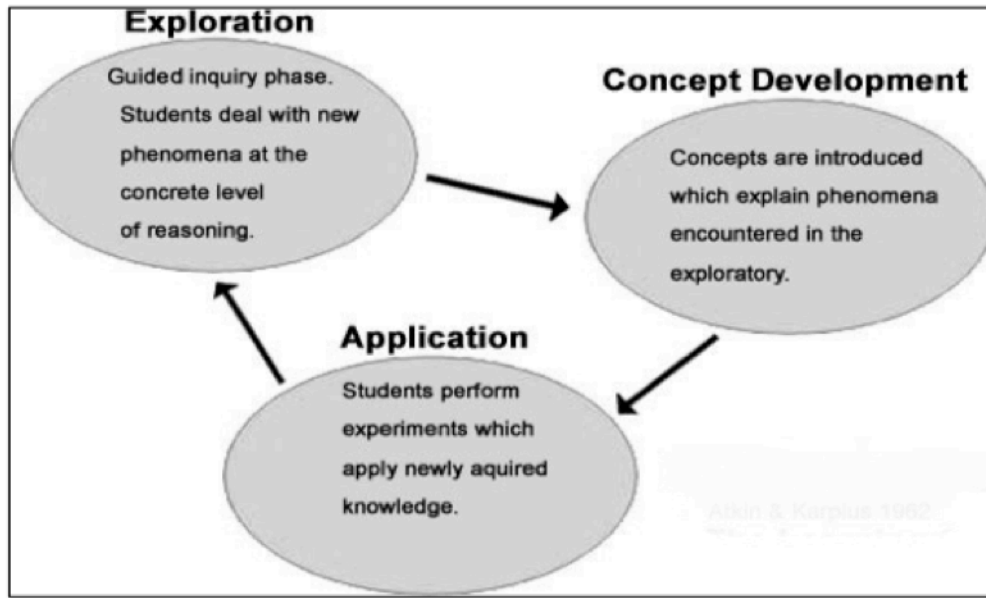 Exploration
Guided inquiry phase.
Students deal with new
phenomena at the
concrete level
of reasoning.
Concept Development
Concepts are introduced
which explain phenomena
encountered in the
exploratory.
Application
Students perform
experiments which
apply newly aquired
knowledge.
Atkin & Karplus 1962